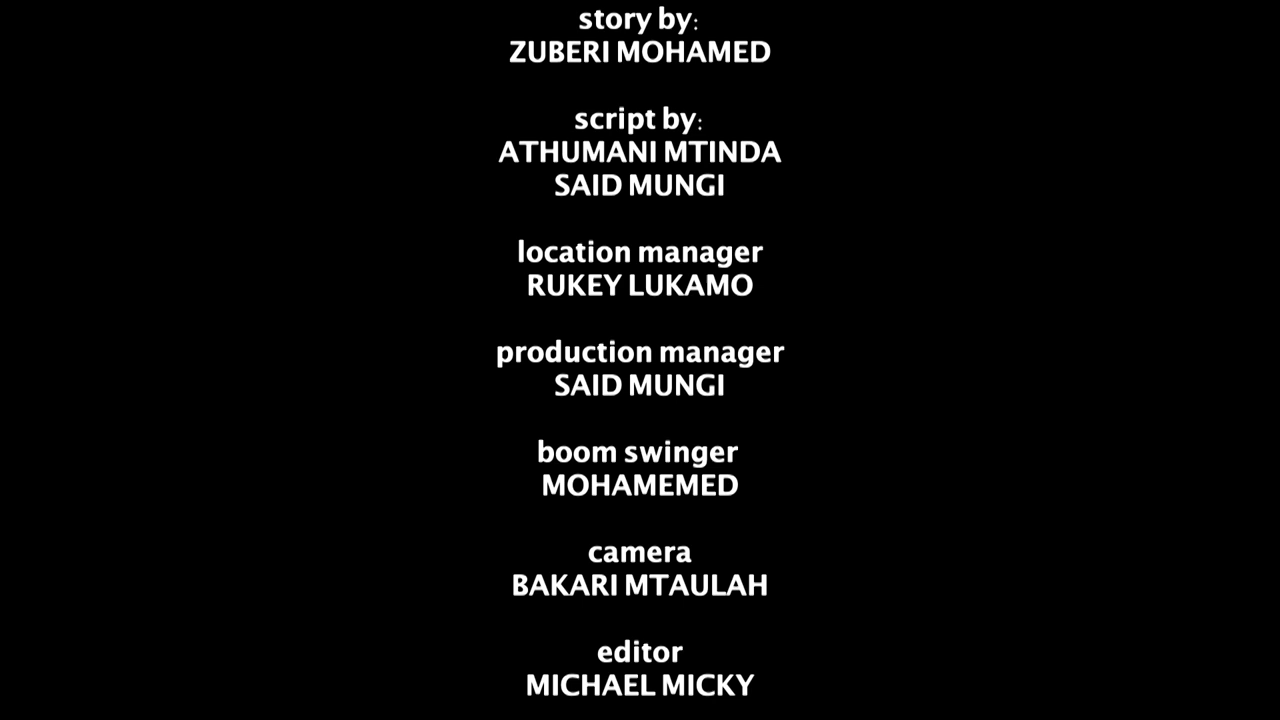 story by:
ZUBERI MOHAMED
script by:
ATHUMANI MTINDA
SAID MUNGI
location manager
RUKEY LUKAMO
production manager
SAID MUNGI
boom swinger
MOHAMEMED
camera
BAKARI MTAULAH
editor
MICHAEL MICKY